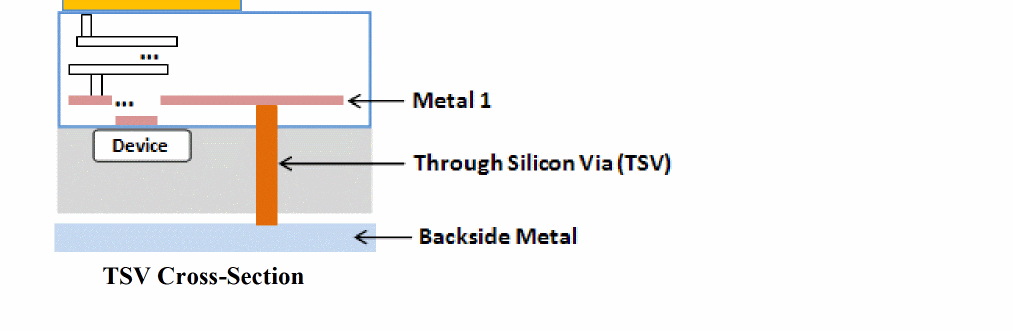 ...
...
Metal 1
Device
Through Silicon Via (TSV)
Backside Metal
TSV Cross-Section